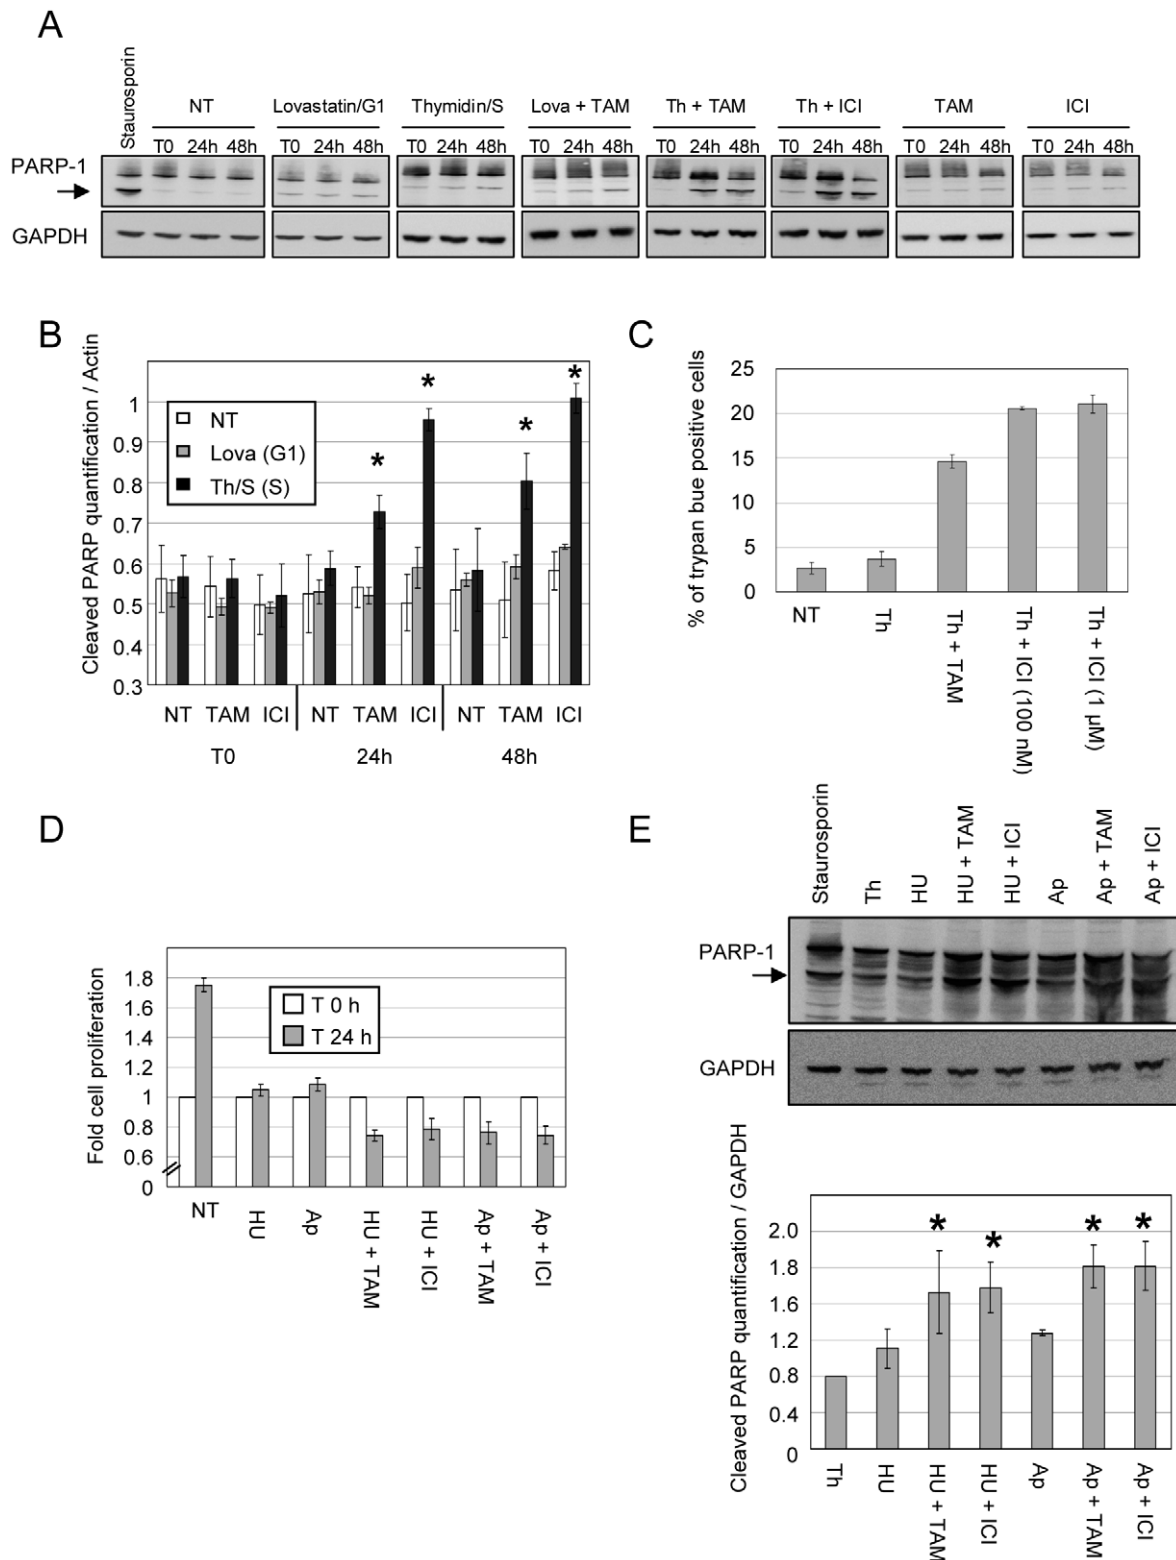 A
Staurosporin
NT
Lovastatin/G1
Thymidin/S
Lova + TAM
Th + TAM
Th + ICI
TAM
ICI
T0 24h 48h T0 24h 48h T0 24h 48h T0 24h 48h T0 24h 48h T0 24h 48h T0 24h 48h T0 24h 48h
PARP-1
GAPDH
B
Cleaved PARP quantification / Actin
1
0.9
0.8
0.7
0.6
0.5
0.4
0.3
NT
Lova (G1)
Th/S (S)
* * * *
NT TAM ICI NT TAM ICI NT TAM ICI
T0 24h 48h
C
% of trypan bue positive cells
25
20
15
10
5
0
NT
Th
Th + TAM
Th + ICI (100 nM)
Th + ICI (1 µM)
D
Fold cell proliferation
1.8
1.6
1.4
1.2
1
0.8
0.6
0
T 0 h
T 24 h
NT
HU
Ap
HU + TAM
HU + ICI
Ap + TAM
Ap + ICI
E
Staurosporin
Th
HU
HU + TAM
HU + ICI
Ap
Ap + TAM
Ap + ICI
PARP-1
GAPDH
Cleaved PARP quantification / GAPDH
2.0
1.8
1.6
1.2
0.8
0.4
0
* * * *
Th
HU
HU + TAM
HU + ICI
Ap
Ap + TAM
Ap + ICI